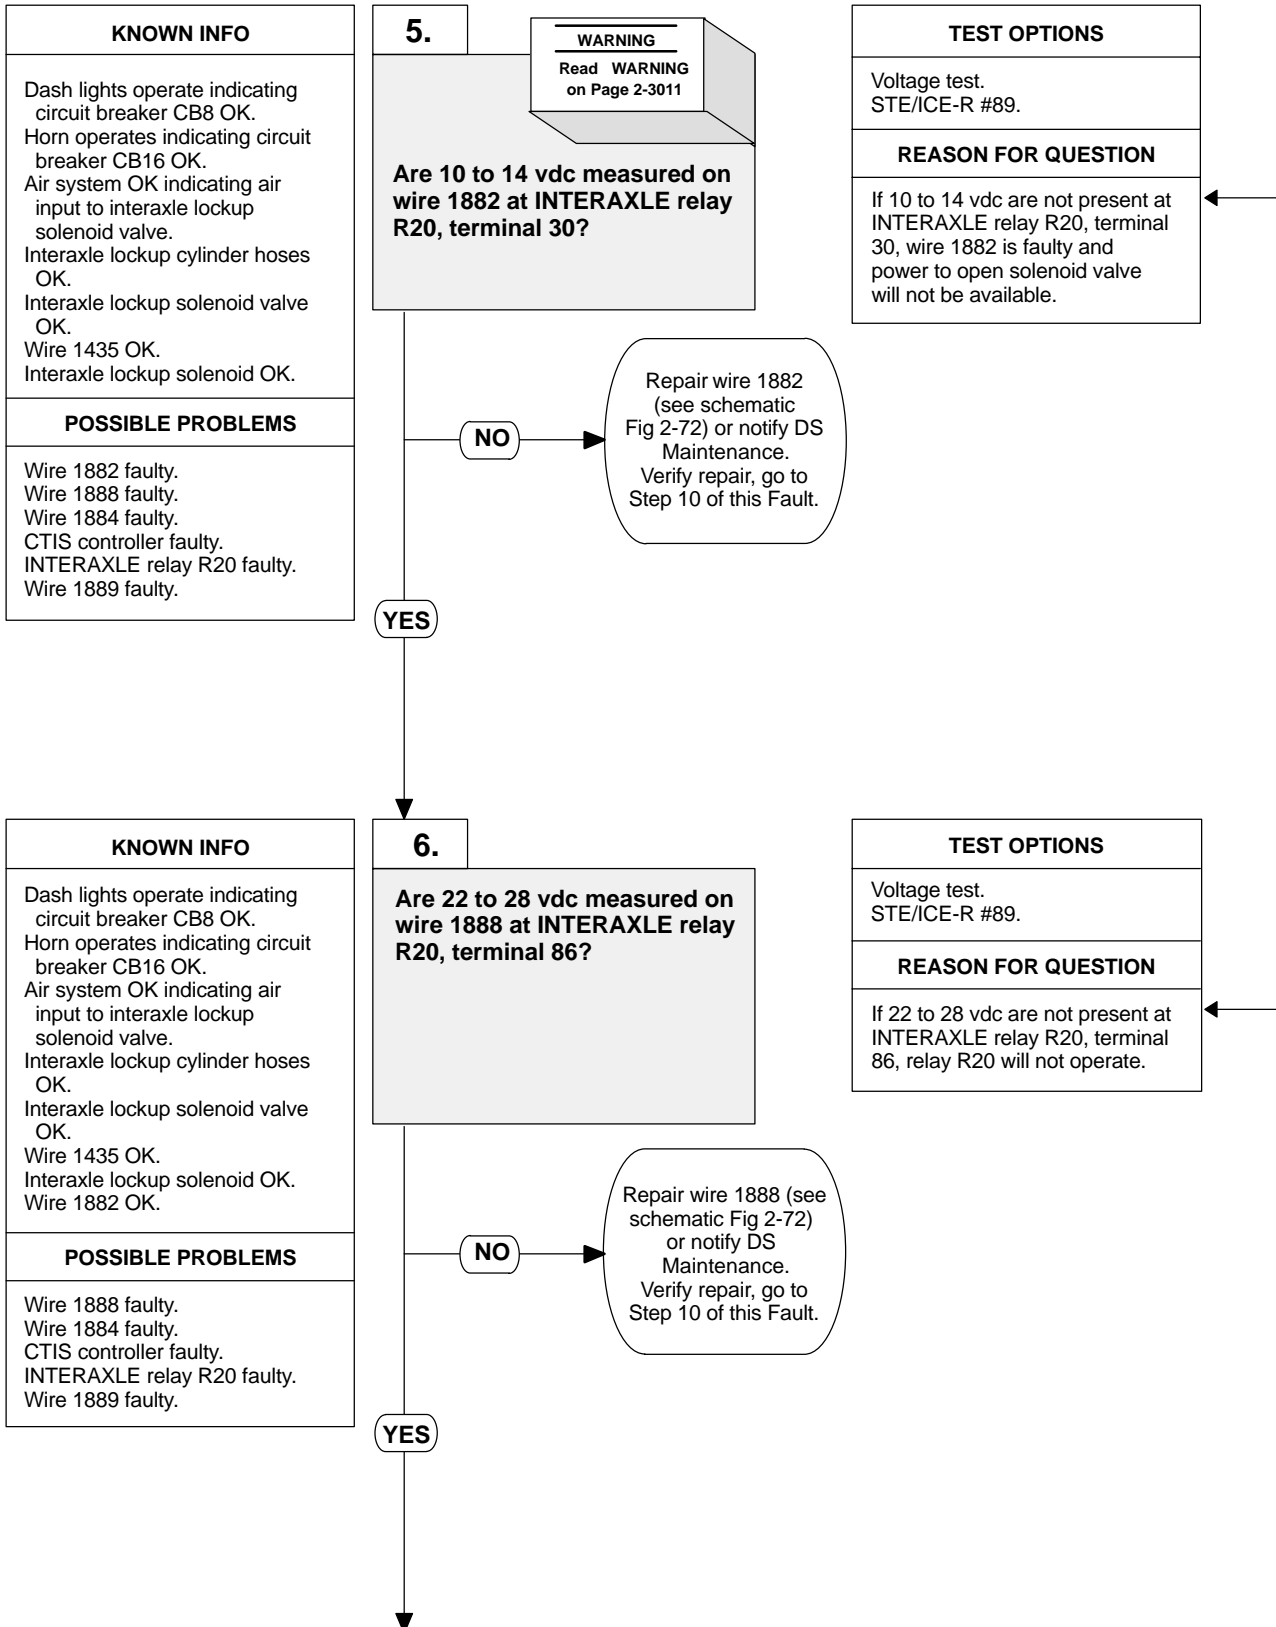 KNOWN INFO
Dash lights operate indicating
circuit breaker CB8 OK.
Horn operates indicating circuit
breaker CB16 OK.
Air system OK indicating air
input to interaxle lockup
solenoid valve.
Interaxle lockup cylinder hoses
OK.
Interaxle lockup solenoid valve
OK.
Wire 1435 OK.
Interaxle lockup solenoid OK.
POSSIBLE PROBLEMS
Wire 1882 faulty.
Wire 1888 faulty.
Wire 1884 faulty.
CTIS controller faulty.
INTERAXLE relay R20 faulty.
Wire 1889 faulty.
5.
WARNING
Read WARNING
on Page 2-3011
Are 10 to 14 vdc measured on
wire 1882 at INTERAXLE relay
R20, terminal 30?
NO
Repair wire 1882
(see schematic
Fig 2-72) or notify DS
Maintenance.
Verify repair, go to
Step 10 of this Fault.
YES
TEST OPTIONS
Voltage test.
STE/ICE-R #89.
REASON FOR QUESTION
If 10 to 14 vdc are not present at
INTERAXLE relay R20, terminal
30, wire 1882 is faulty and
power to open solenoid valve
will not be available.
KNOWN INFO
Dash lights operate indicating
circuit breaker CB8 OK.
Horn operates indicating circuit
breaker CB16 OK.
Air system OK indicating air
input to interaxle lockup
solenoid valve.
Interaxle lockup cylinder hoses
OK.
Interaxle lockup solenoid valve
OK.
Wire 1435 OK.
Interaxle lockup solenoid OK.
Wire 1882 OK.
POSSIBLE PROBLEMS
Wire 1888 faulty.
Wire 1884 faulty.
CTIS controller faulty.
INTERAXLE relay R20 faulty.
Wire 1889 faulty.
6.
Are 22 to 28 vdc measured on
wire 1888 at INTERAXLE relay
R20, terminal 86?
NO
Repair wire 1888 (see
schematic Fig 2-72)
or notify DS
Maintenance.
Verify repair, go to
Step 10 of this Fault.
YES
TEST OPTIONS
Voltage test.
STE/ICE-R #89.
REASON FOR QUESTION
If 22 to 28 vdc are not present at
INTERAXLE relay R20, terminal
86, relay R20 will not operate.